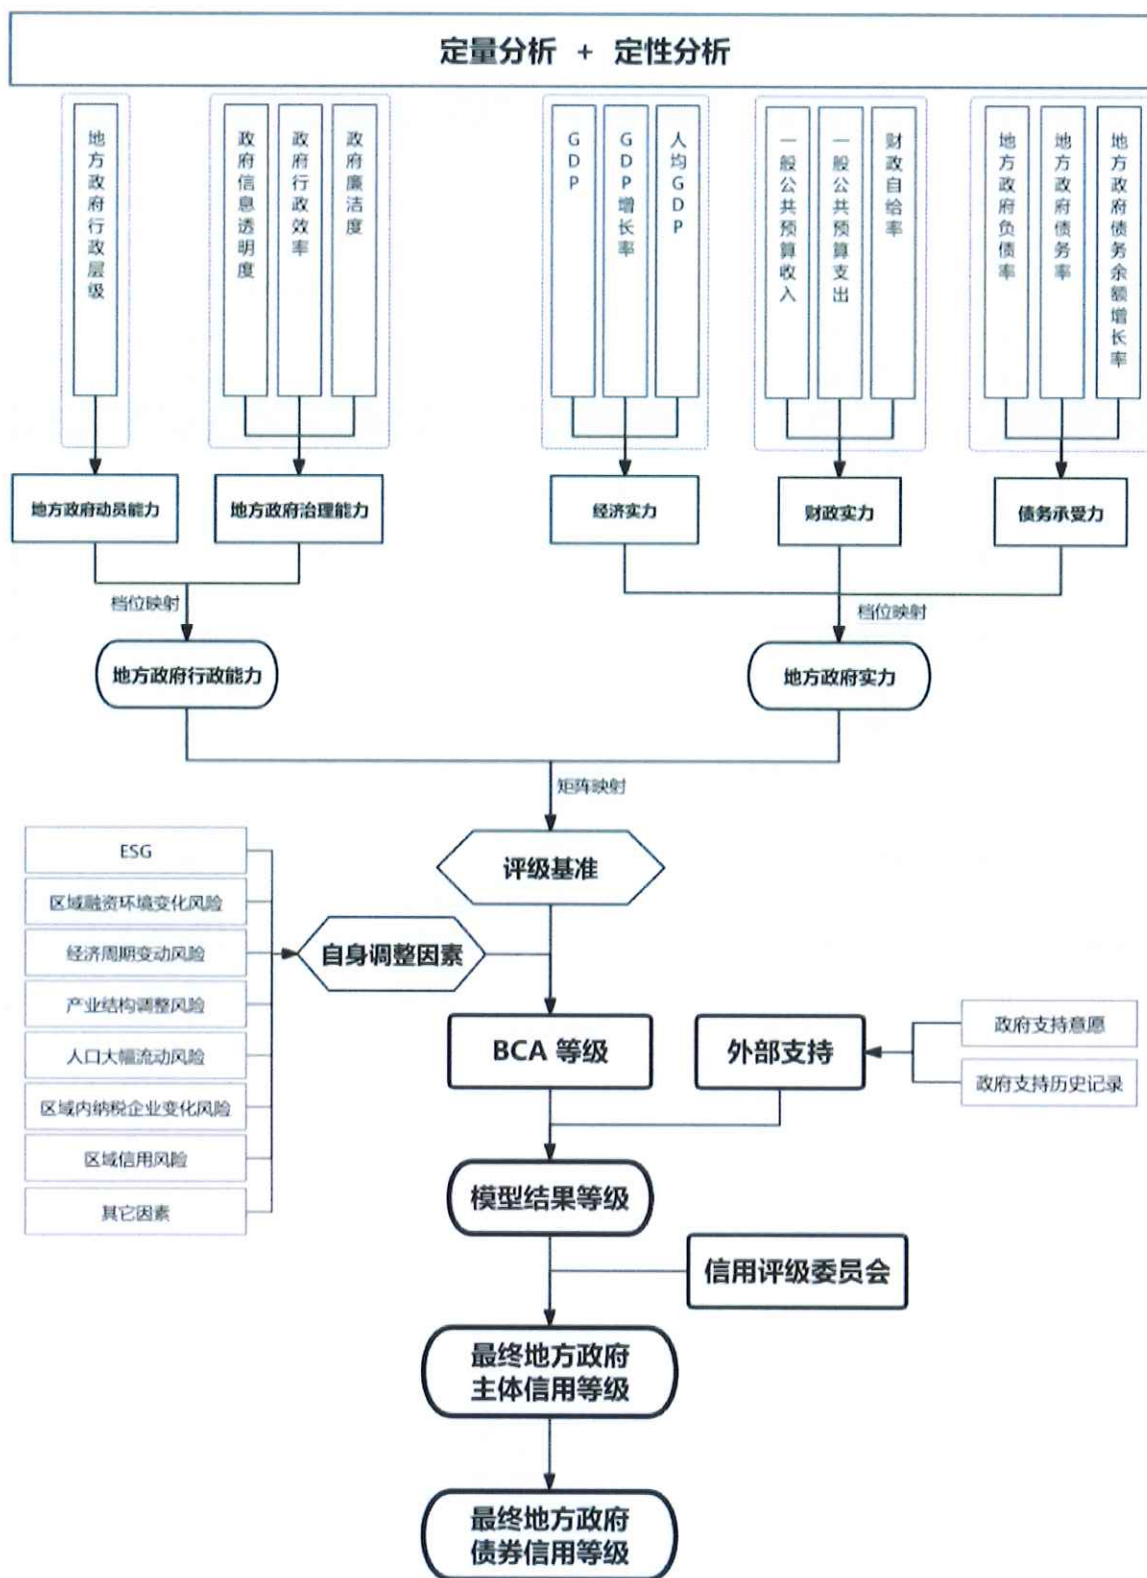 定量分析 + 定性分析
地方政府行政层级
政府信息透明度
政府行政效率
政府廉洁度
GDP
GDP增长率
人均GDP
一般公共预算收入
一般公共预算支出
财政自给率
地方政府负债率
地方政府债务率
地方政府债务余额增长率
地方政府动员能力
地方政府治理能力
经济实力
财政实力
债务承受力
档位映射
档位映射
地方政府行政能力
地方政府实力
矩阵映射
评级基准
ESG
区域融资环境变化风险
经济周期变动风险
产业结构调整风险
人口大幅流动风险
区域内纳税企业变化风险
区域信用风险
其它因素
自身调整因素
BCA 等级
外部支持
政府支持意愿
政府支持历史记录
模型结果等级
信用评级委员会
最终地方政府
主体信用等级
最终地方政府
债券信用等级